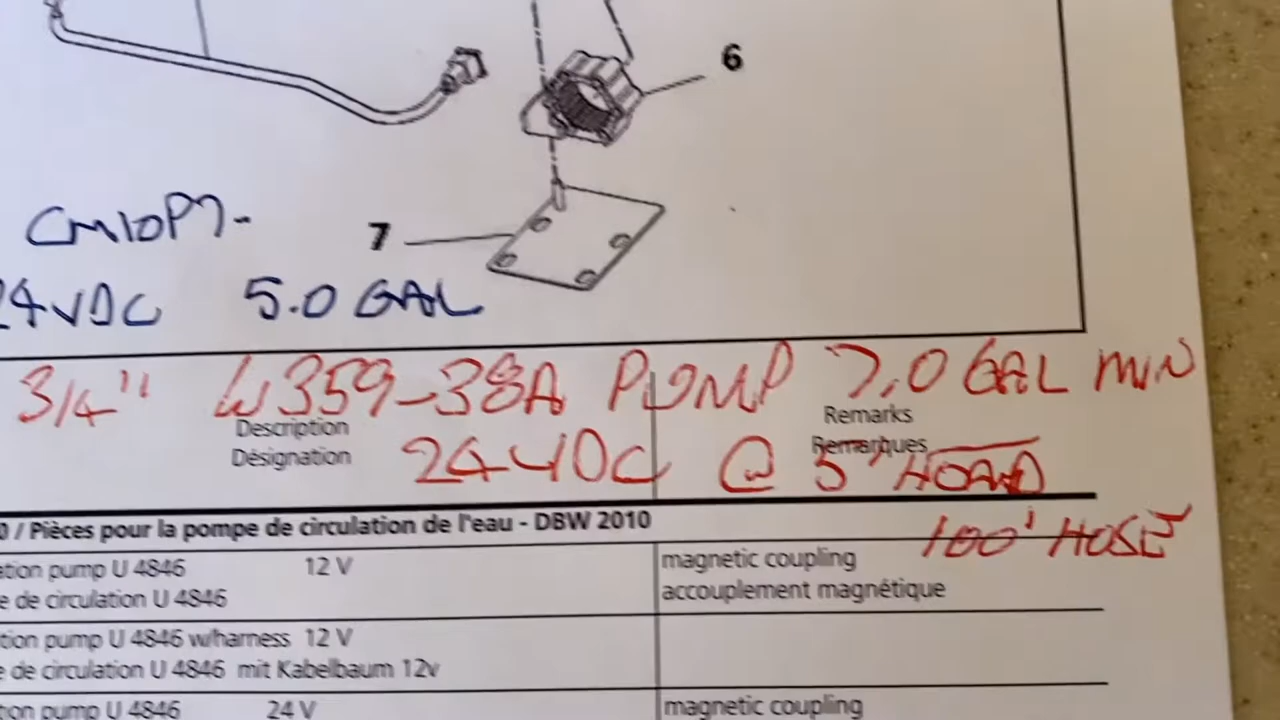 6
CM10P7-
7
24VDC 5.0 GAL
3/4" W359-38A PUMP 7.0 GAL MIN
Description Remarks
Désignation Remarques
24VDC @ 5' HEAD
0 / Pièces pour la pompe de circulation de l'eau - DBW 2010
100' HOSE
ation pump U 4846 12 V magnetic coupling
e de circulation U 4846 accouplement magnétique
tion pump U 4846 w/harness 12 V
e de circulation U 4846 mit Kabelbaum 12v
ion pump U 4846 24 V magnetic coupling